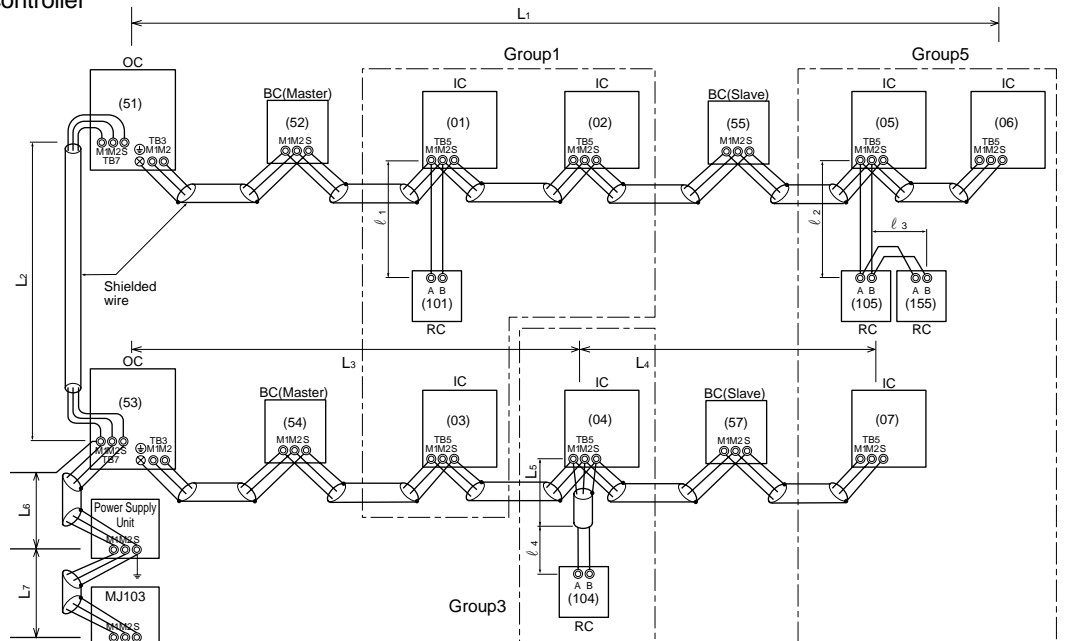 ontroller
L1
Group1
Group5
OC
(51)
M1M2S
TB7
TB3
M1M2
BC(Master)
(52)
M1M2S
IC
(01)
TB5
M1M2S
IC
(02)
TB5
M1M2S
BC(Slave)
(55)
M1M2S
IC
(05)
TB5
M1M2S
IC
(06)
TB5
M1M2S
L2
ℓ1
ℓ2
ℓ3
Shielded
wire
A B
(101)
RC
A B
(105)
RC
A B
(155)
RC
L3
L4
OC
(53)
M1M2S
TB7
TB3
M1M2
BC(Master)
(54)
M1M2S
IC
(03)
TB5
M1M2S
IC
(04)
TB5
M1M2S
BC(Slave)
(57)
M1M2S
IC
(07)
TB5
M1M2S
L5
ℓ4
L6
Power Supply
Unit
M1M2S
L7
MJ103
M1M2S
Group3
A B
(104)
RC